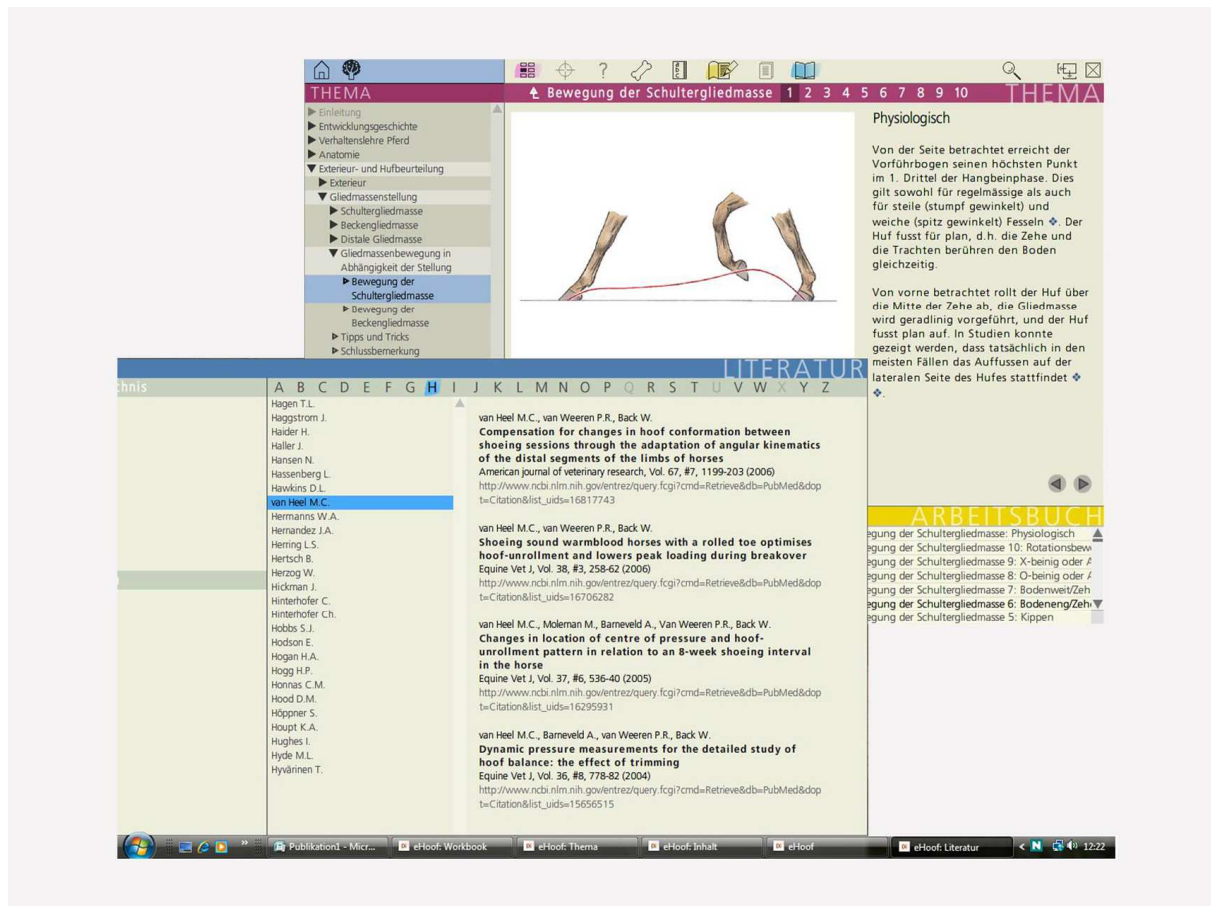 THEMA
Bewegung der Schultergliedmasse 1 2 3 4 5 6 7 8 9 10
THEMA
Einleitung
Entwicklungsgeschichte
Verhaltenslehre Pferd
Anatomie
Exterieur- und Hufbeurteilung
Exterieur
Gliedmassenstellung
Schultergliedmasse
Beckengliedmasse
Distale Gliedmasse
Gliedmassenbewegung in
Abhängigkeit der Stellung
Bewegung der
Schultergliedmasse
Bewegung der
Beckengliedmasse
Tipps und Tricks
Schlussbemerkung
Physiologisch
Von der Seite betrachtet erreicht der
Vorführbogen seinen höchsten Punkt
im 1. Drittel der Hangbeinphase. Dies
gilt sowohl für regelmässige als auch
für steile (stumpf gewinkelt) und
weiche (spitz gewinkelt) Fesseln ❖. Der
Huf fusst für plan, d.h. die Zehe und
die Trachten berühren den Boden
gleichzeitig.
Von vorne betrachtet rollt der Huf über
die Mitte der Zehe ab, die Gliedmasse
wird geradlinig vorgeführt, und der Huf
fusst plan auf. In Studien konnte
gezeigt werden, dass tatsächlich in den
meisten Fällen das Auffussen auf der
lateralen Seite des Hufes stattfindet ❖
❖.
LITERATUR
chnis
A B C D E F G H I J K L M N O P Q R S T U V W X Y Z
Hagen T.L.
Haggstrom J.
Haider H.
Haller J.
Hansen N.
Hassenberg L.
Hawkins D.L.
van Heel M.C.
Hermanns W.A.
Hernandez J.A.
Herring L.S.
Hertsch B.
Herzog W.
Hickman J.
Hinterhofer C.
Hinterhofer Ch.
Hobbs S.J.
Hodson E.
Hogan H.A.
Hogg H.P.
Honnas C.M.
Hood D.M.
Höppner S.
Houpt K.A.
Hughes I.
Hyde M.L.
Hyvärinen T.
van Heel M.C., van Weeren P.R., Back W.
Compensation for changes in hoof conformation between
shoeing sessions through the adaptation of angular kinematics
of the distal segments of the limbs of horses
American journal of veterinary research, Vol. 67, #7, 1199-203 (2006)
http://www.ncbi.nlm.nih.gov/entrez/query.fcgi?cmd=Retrieve&db=PubMed&dop
t=Citation&list_uids=16817743
van Heel M.C., van Weeren P.R., Back W.
Shoeing sound warmblood horses with a rolled toe optimises
hoof-unrollment and lowers peak loading during breakover
Equine Vet J, Vol. 38, #3, 258-62 (2006)
http://www.ncbi.nlm.nih.gov/entrez/query.fcgi?cmd=Retrieve&db=PubMed&dop
t=Citation&list_uids=16706282
van Heel M.C., Moleman M., Barneveld A., Van Weeren P.R., Back W.
Changes in location of centre of pressure and hoof-
unrollment pattern in relation to an 8-week shoeing interval
in the horse
Equine Vet J, Vol. 37, #6, 536-40 (2005)
http://www.ncbi.nlm.nih.gov/entrez/query.fcgi?cmd=Retrieve&db=PubMed&dop
t=Citation&list_uids=16295931
van Heel M.C., Barneveld A., van Weeren P.R., Back W.
Dynamic pressure measurements for the detailed study of
hoof balance: the effect of trimming
Equine Vet J, Vol. 36, #8, 778-82 (2004)
http://www.ncbi.nlm.nih.gov/entrez/query.fcgi?cmd=Retrieve&db=PubMed&dop
t=Citation&list_uids=15656515
ARBEITSBUCH
egung der Schultergliedmasse: Physiologisch
egung der Schultergliedmasse 10: Rotationsbew
egung der Schultergliedmasse 9: X-beinig oder A
egung der Schultergliedmasse 8: O-beinig oder A
egung der Schultergliedmasse 7: Bodenweit/Zeh
egung der Schultergliedmasse 6: Bodeneng/Zeh
egung der Schultergliedmasse 5: Kippen
Publikation1 - Micr... eHoof: Workbook eHoof: Thema eHoof: Inhalt eHoof eHoof: Literatur 12:22